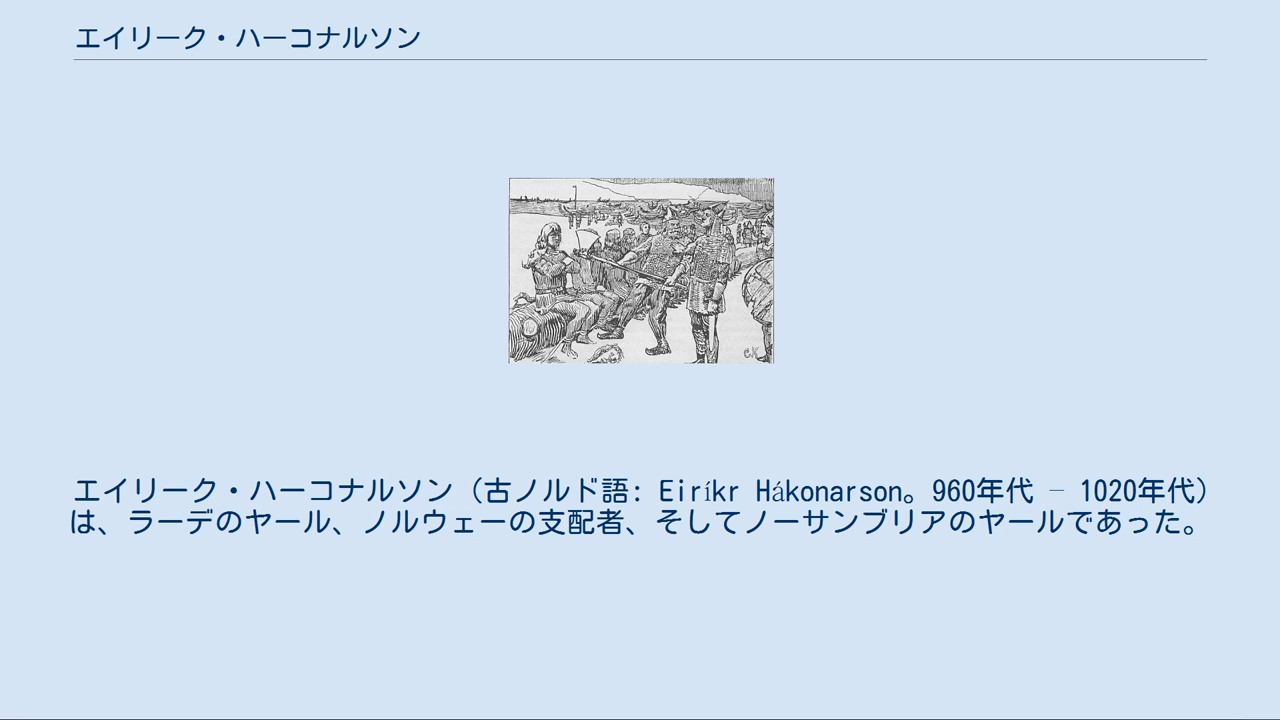 エイリーク・ハーコナルソン
エイリーク・ハーコナルソン（古ノルド語: Eiríkr Hákonarson。960年代 – 1020年代）
は、ラーデのヤール、ノルウェーの支配者、そしてノーサンブリアのヤールであった。